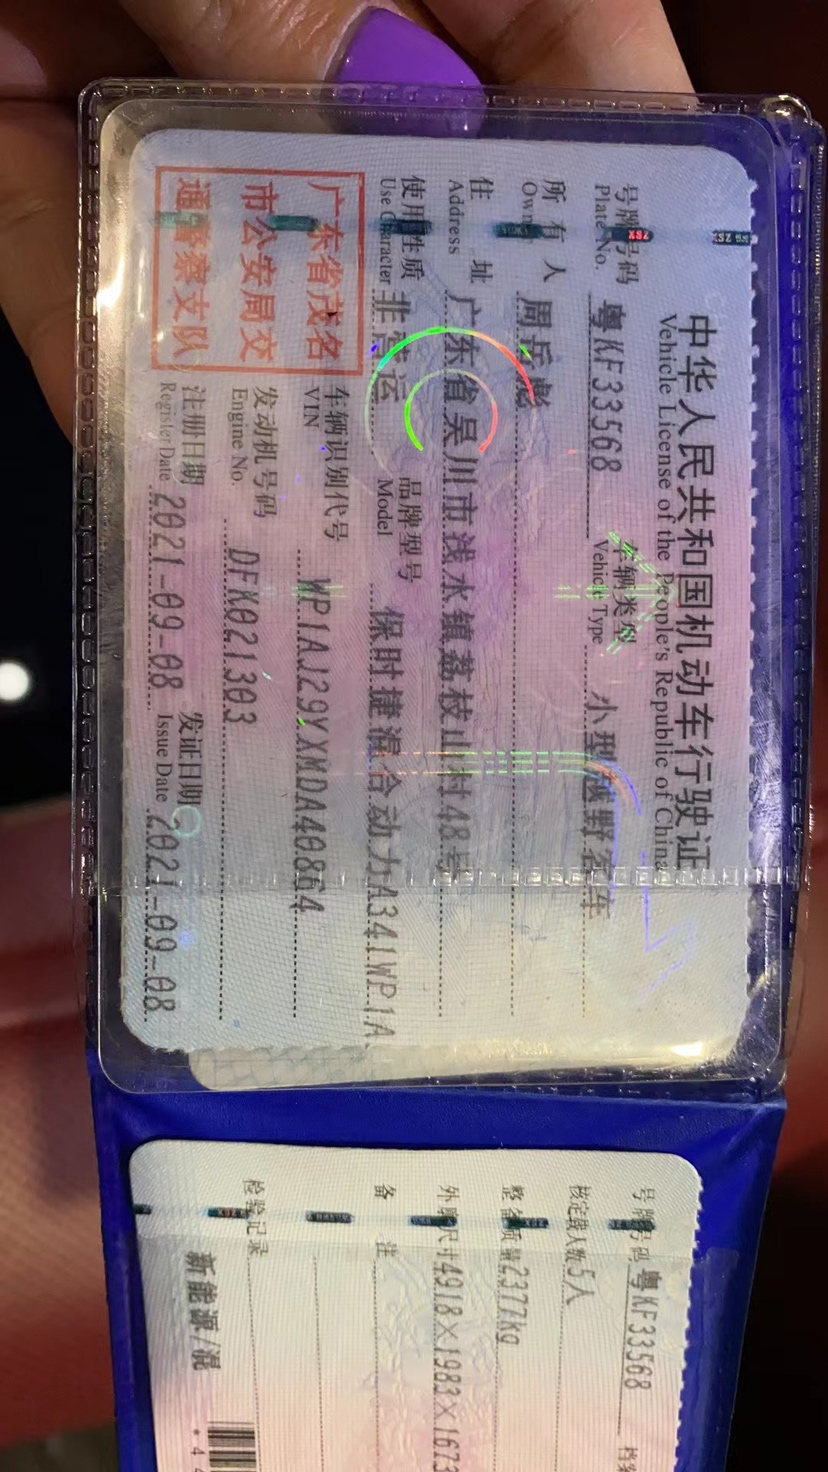 中华人民共和国机动车行驶证
Vehicle License of the People's Republic of China
号牌号码 粤KF33568 车辆类型 小型越野客车
Plate No. Vehicle Type
所有人 周岳彪
Owner
住址 广东省吴川市浅水镇荔枝山村48号
Address
使用性质 非营运 品牌型号 保时捷混合动力A341WP1A
Use Character Model
广东省茂名
市公安局交
通警察支队
车辆识别代号 WP1AJ29YXMDA40864
VIN
发动机号码 DFK021303
Engine No.
注册日期 2021-09-08 发证日期 2021-09-08
Register Date Issue Date
号牌号码 粤KF33568 档案
核定载人数 5人
整备质量 2377kg
外廓尺寸 4918×1983×1673
备注
检验记录
新能源/混